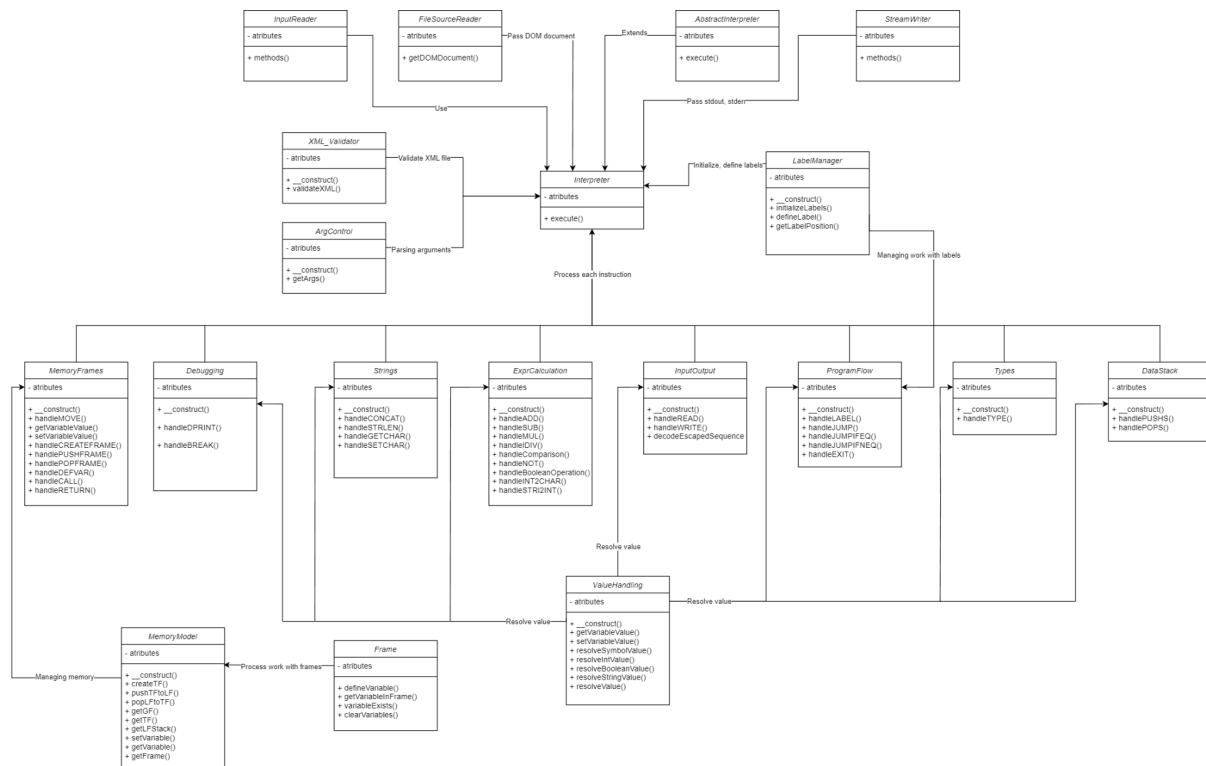 InputReader
- atributes
+ methods()
FileSourceReader
- atributes
+ getDOMDocument()
AbstractInterpreter
- atributes
+ execute()
StreamWriter
- atributes
+ methods()
Pass DOM document
Extends
Use
Pass stdout, stderr
XML_Validator
- atributes
+ __construct()
+ validateXML()
Validate XML file
Interpreter
- atributes
+ execute()
Initialize, define labels
LabelManager
- atributes
+ __construct()
+ initializeLabels()
+ defineLabel()
+ getLabelPosition()
ArgControl
- atributes
+ __construct()
+ getArgs()
Parsing arguments
Process each instruction
Managing work with labels
MemoryFrames
- atributes
+ __construct()
+ handleMOVE()
+ getVariableValue()
+ setVariableValue()
+ handleCREATEFRAME()
+ handlePUSHFRAME()
+ handlePOPFRAME()
+ handleDEFVAR()
+ handleCALL()
+ handleRETURN()
Debugging
- atributes
+ __construct()
+ handleDPRINT()
+ handleBREAK()
Strings
- atributes
+ __construct()
+ handleCONCAT()
+ handleSTRLEN()
+ handleGETCHAR()
+ handleSETCHAR()
ExprCalculation
- atributes
+ __construct()
+ handleADD()
+ handleSUB()
+ handleMUL()
+ handleIDIV()
+ handleComparison()
+ handleNOT()
+ handleBooleanOperation()
+ handleINT2CHAR()
+ handleSTRI2INT()
InputOutput
- atributes
+ __construct()
+ handleREAD()
+ handleWRITE()
+ decodeEscapedSequence
ProgramFlow
- atributes
+ __construct()
+ handleLABEL()
+ handleJUMP()
+ handleJUMPIFEQ()
+ handleJUMPIFNEQ()
+ handleEXIT()
Types
- atributes
+ __construct()
+ handleTYPE()
DataStack
- atributes
+ __construct()
+ handlePUSHS()
+ handlePOPS()
Resolve value
ValueHandling
- atributes
+ __construct()
+ getVariableValue()
+ setVariableValue()
+ resolveSymbolValue()
+ resolveIntValue()
+ resolveBooleanValue()
+ resolveStringValue()
+ resolveValue()
Resolve value
Resolve value
MemoryModel
- atributes
+ __construct()
+ createTF()
+ pushTFtoLF()
+ popLFtoTF()
+ getGF()
+ getTF()
+ getLFStack()
+ setVariable()
+ getVariable()
+ getFrame()
Managing memory
Process work with frames
Frame
- atributes
+ defineVariable()
+ getVariableInFrame()
+ variableExists()
+ clearVariables()